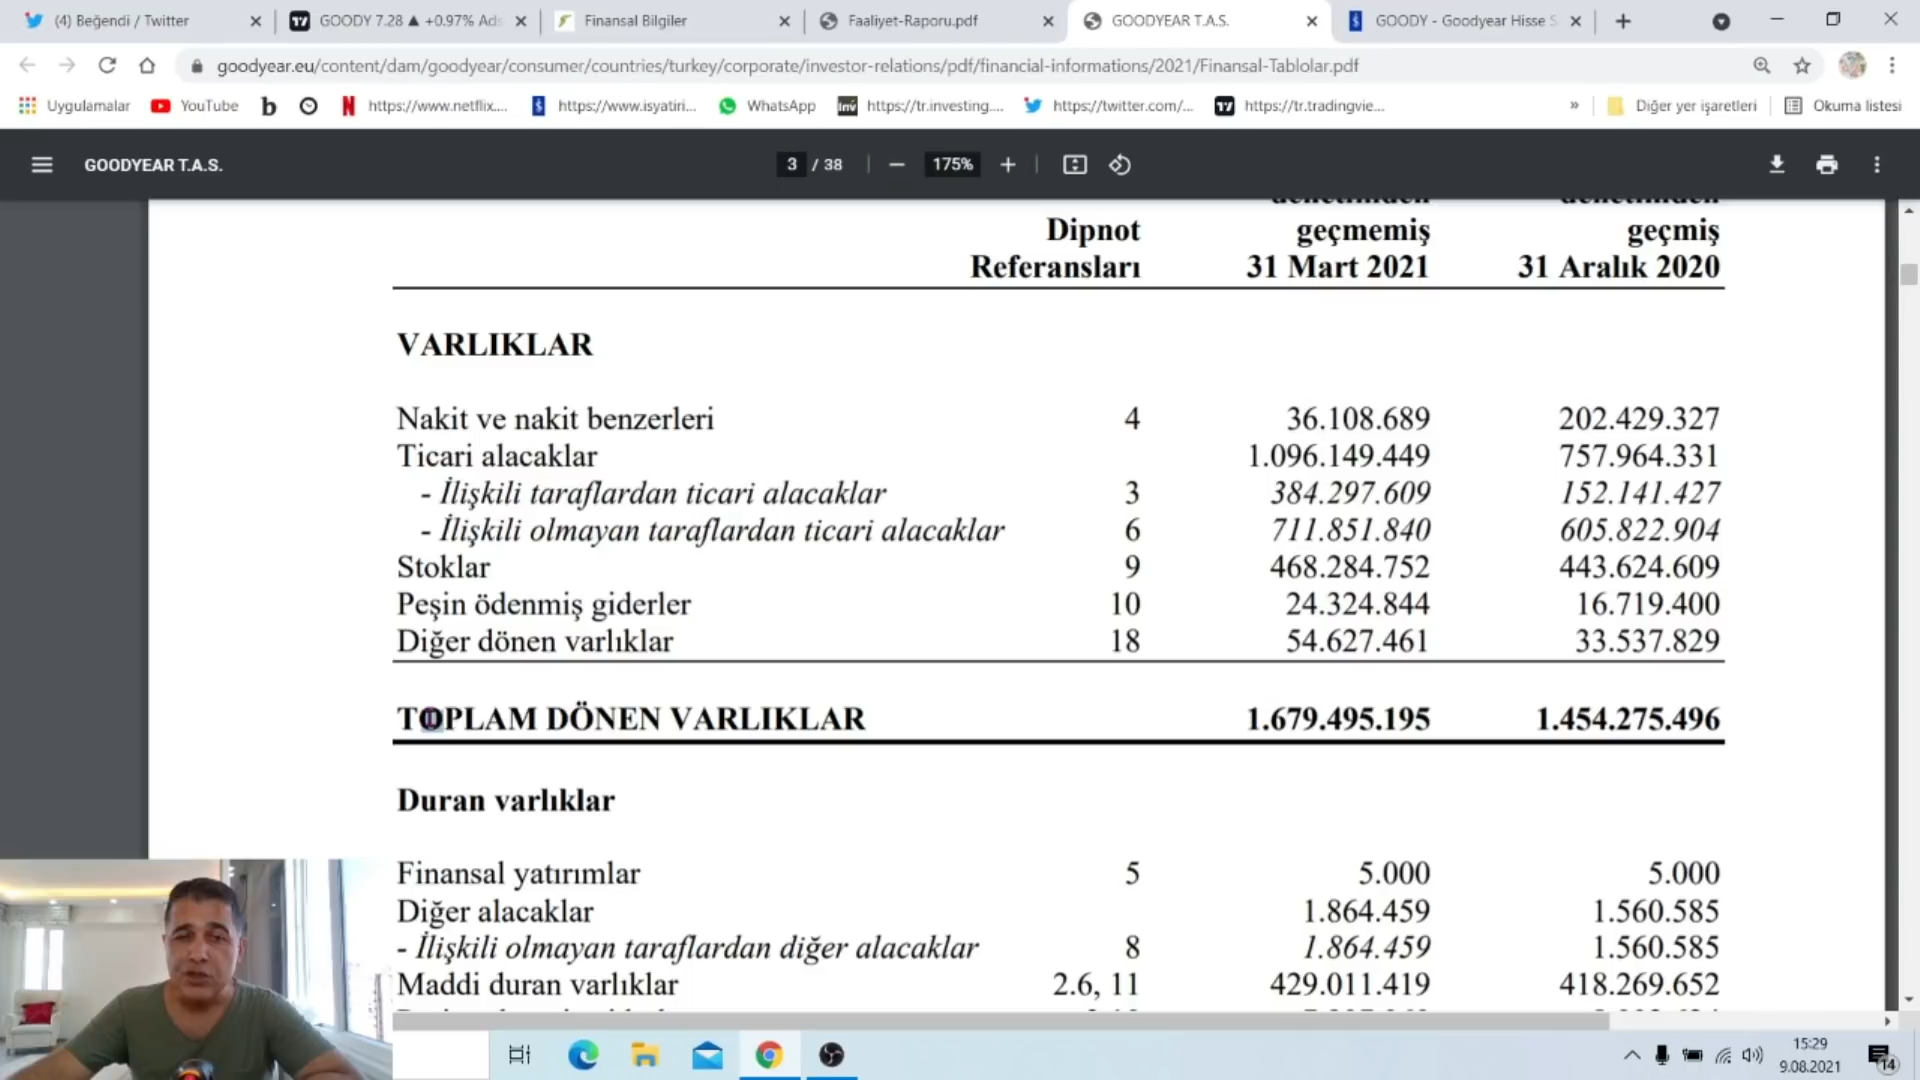 (4) Beğendi / Twitter
GOODY 7.28 ▲ +0.97% Ads
Finansal Bilgiler
Faaliyet-Raporu.pdf
GOODYEAR T.A.S.
GOODY - Goodyear Hisse S
goodyear.eu/content/dam/goodyear/consumer/countries/turkey/corporate/investor-relations/pdf/financial-informations/2021/Finansal-Tablolar.pdf
Uygulamalar
YouTube
https://www.netflix....
https://www.isyatiri...
WhatsApp
https://tr.investing....
https://twitter.com/...
https://tr.tradingvie...
»
Diğer yer işaretleri
Okuma listesi
GOODYEAR T.A.S.
3 / 38
175%
denetimden denetimden
Dipnot geçmemiş geçmiş
Referansları 31 Mart 2021 31 Aralık 2020
VARLIKLAR
Nakit ve nakit benzerleri 4 36.108.689 202.429.327
Ticari alacaklar 1.096.149.449 757.964.331
- İlişkili taraflardan ticari alacaklar 3 384.297.609 152.141.427
- İlişkili olmayan taraflardan ticari alacaklar 6 711.851.840 605.822.904
Stoklar 9 468.284.752 443.624.609
Peşin ödenmiş giderler 10 24.324.844 16.719.400
Diğer dönen varlıklar 18 54.627.461 33.537.829
TOPLAM DÖNEN VARLIKLAR 1.679.495.195 1.454.275.496
Duran varlıklar
Finansal yatırımlar 5 5.000 5.000
Diğer alacaklar 1.864.459 1.560.585
- İlişkili olmayan taraflardan diğer alacaklar 8 1.864.459 1.560.585
Maddi duran varlıklar 2.6, 11 429.011.419 418.269.652
15:29
9.08.2021
14